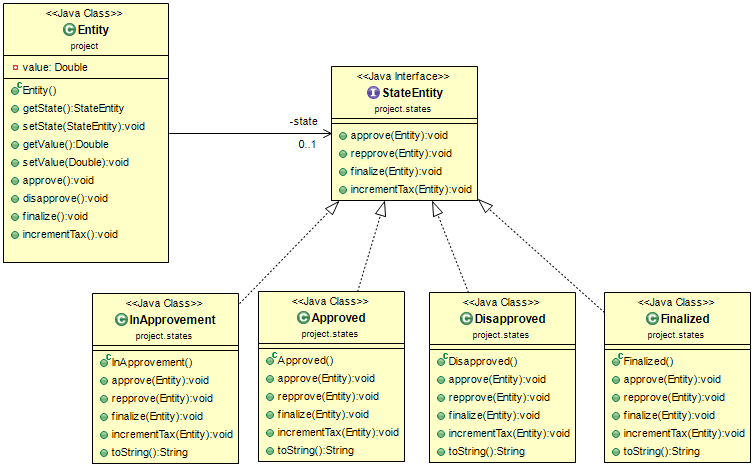 <<Java Class>>
Entity
project
value: Double
Entity()
getState():StateEntity
setState(StateEntity):void
getValue():Double
setValue(Double):void
approve():void
disapprove():void
finalize():void
incrementTax():void
-state
0..1
<<Java Interface>>
StateEntity
project.states
approve(Entity):void
repprove(Entity):void
finalize(Entity):void
incrementTax(Entity):void
<<Java Class>>
InApprovement
project.states
InApprovement()
approve(Entity):void
repprove(Entity):void
finalize(Entity):void
incrementTax(Entity):void
toString():String
<<Java Class>>
Approved
project.states
Approved()
approve(Entity):void
repprove(Entity):void
finalize(Entity):void
incrementTax(Entity):void
toString():String
<<Java Class>>
Disapproved
project.states
Disapproved()
approve(Entity):void
repprove(Entity):void
finalize(Entity):void
incrementTax(Entity):void
toString():String
<<Java Class>>
Finalized
project.states
Finalized()
approve(Entity):void
repprove(Entity):void
finalize(Entity):void
incrementTax(Entity):void
toString():String